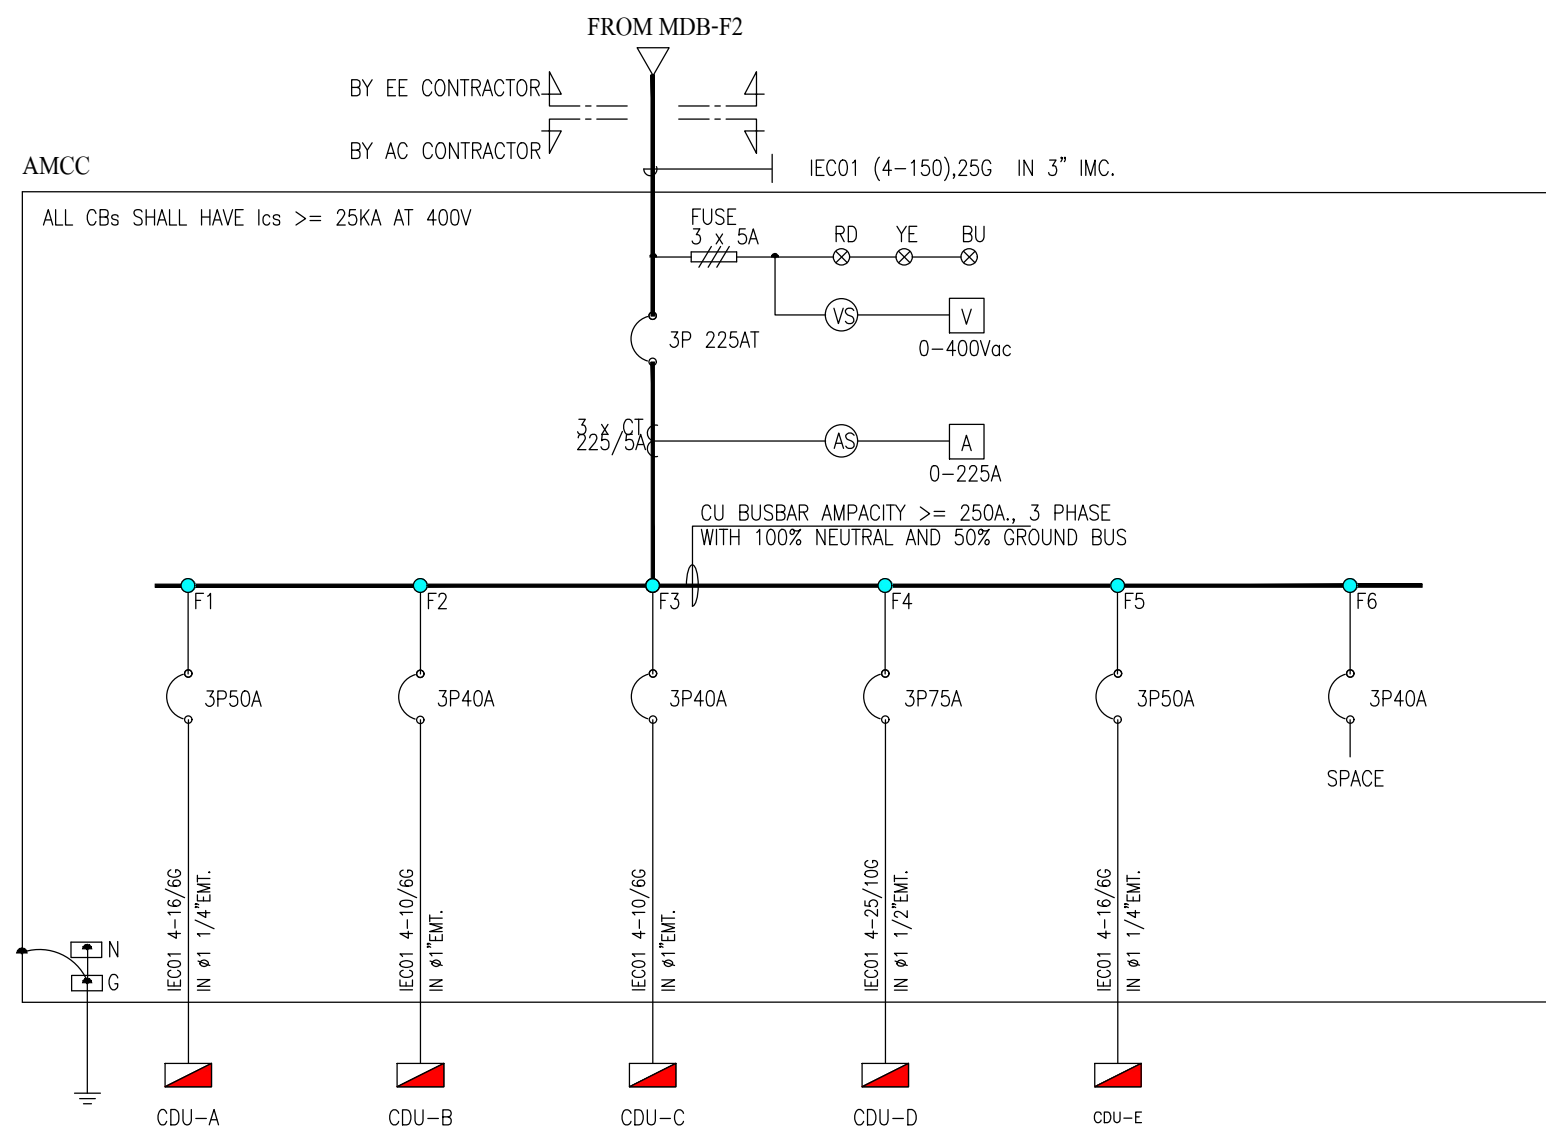 FROM MDB-F2
BY EE CONTRACTOR
BY AC CONTRACTOR
AMCC
IEC01 (4-150),25G IN 3" IMC.
ALL CBs SHALL HAVE Ics >= 25KA AT 400V
FUSE
3 x 5A
RD
YE
BU
VS
V
0-400Vac
3P 225AT
3 x CT
225/5A
AS
A
0-225A
CU BUSBAR AMPACITY >= 250A., 3 PHASE
WITH 100% NEUTRAL AND 50% GROUND BUS
F1
F2
F3
F4
F5
F6
3P50A
3P40A
3P40A
3P75A
3P50A
3P40A
SPACE
IEC01 4-16/6G
IN ø1 1/4"EMT.
IEC01 4-10/6G
IN ø1"EMT.
IEC01 4-10/6G
IN ø1"EMT.
IEC01 4-25/10G
IN ø1 1/2"EMT.
IEC01 4-16/6G
IN ø1 1/4"EMT.
N
G
CDU-A
CDU-B
CDU-C
CDU-D
CDU-E